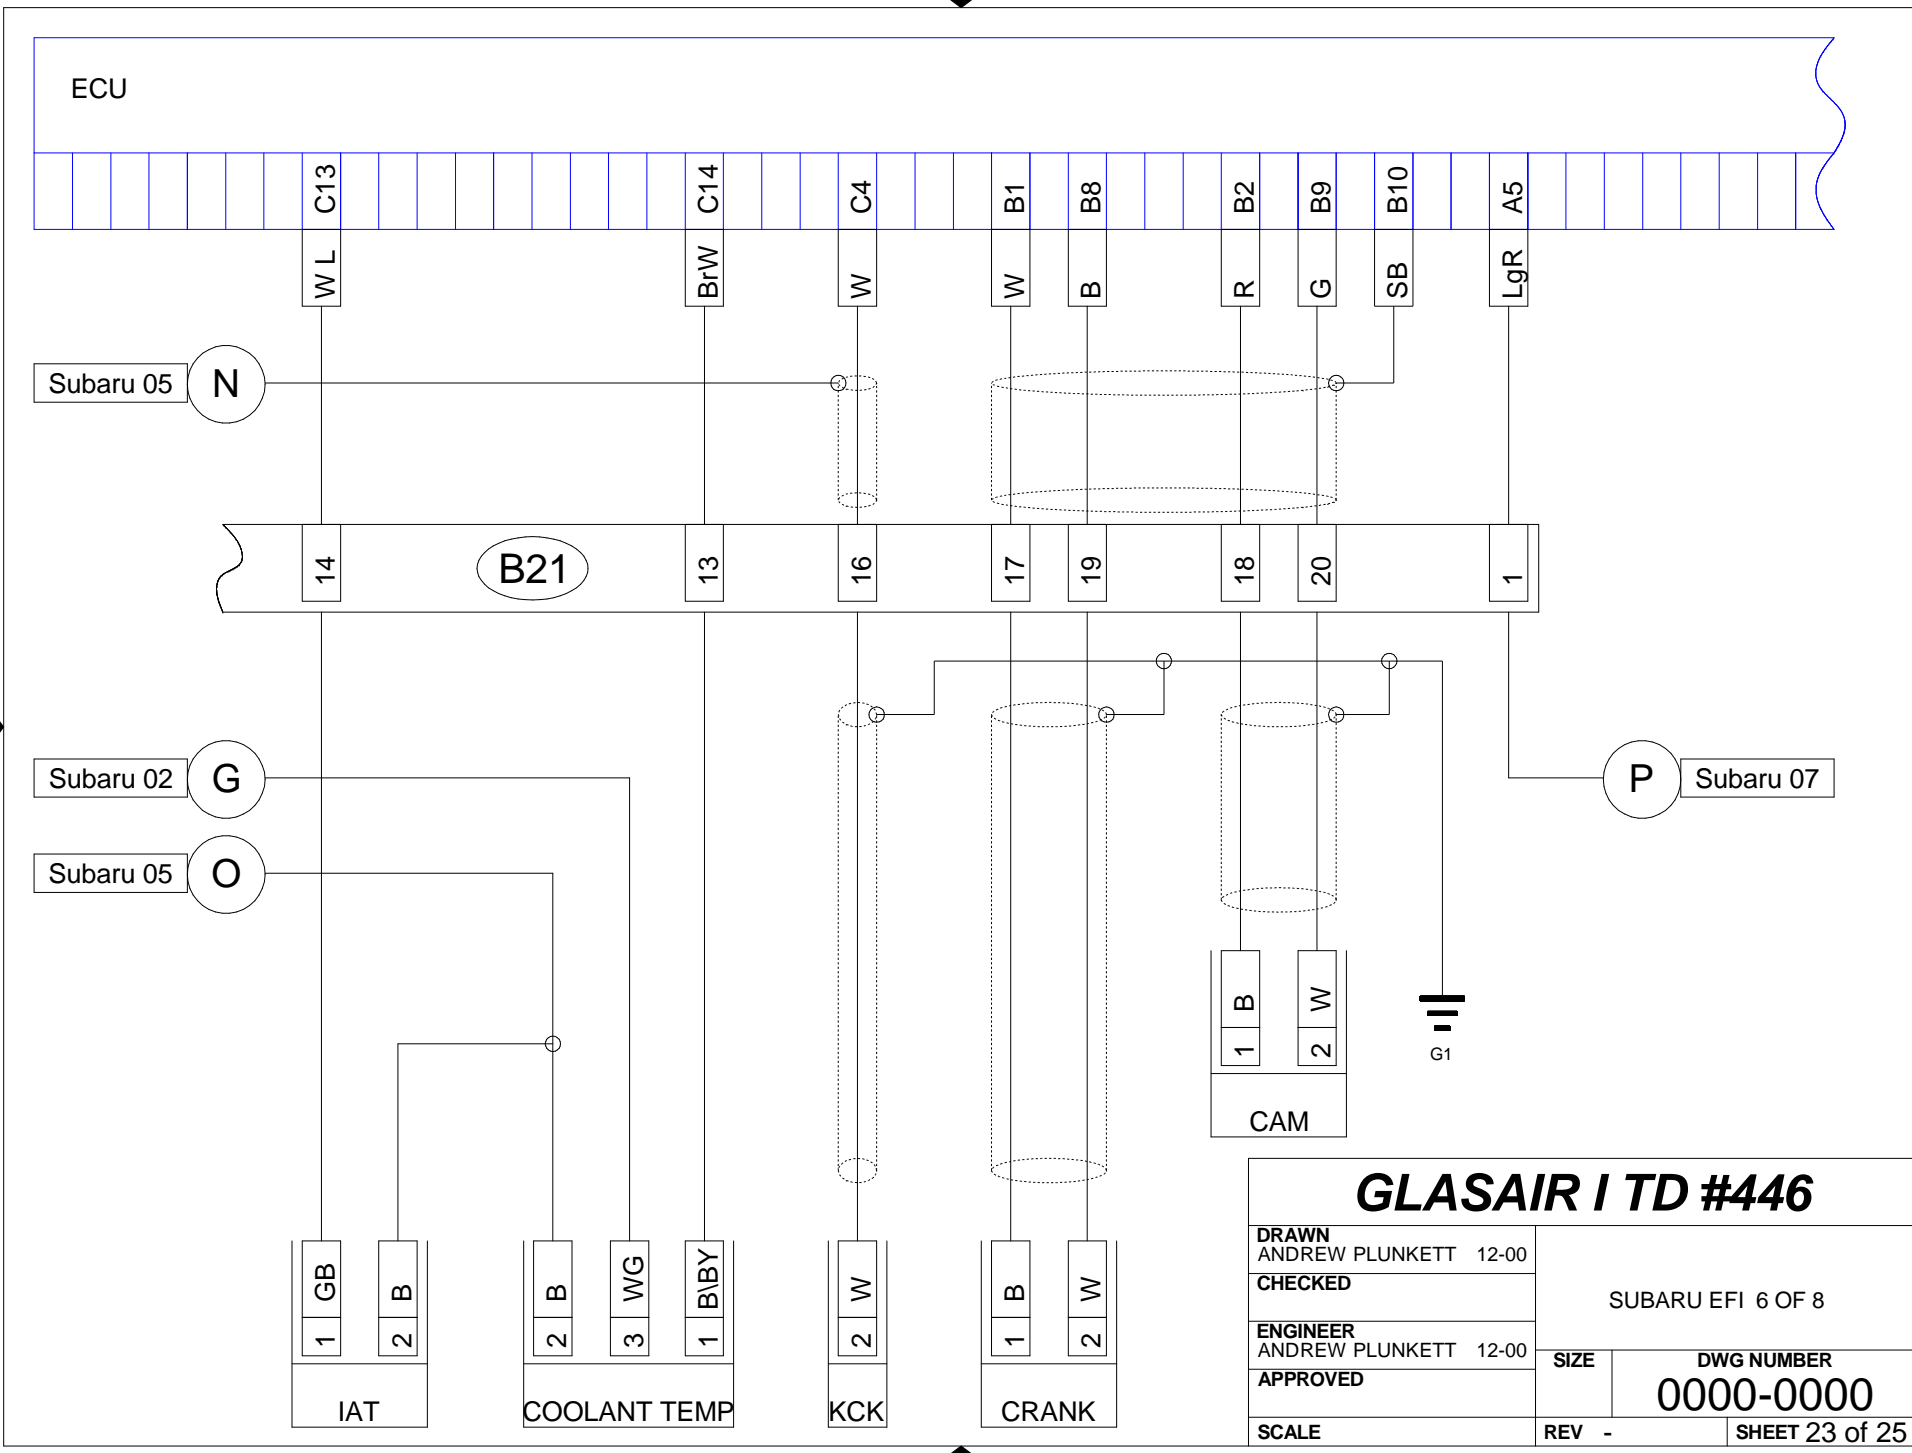 ECU
C13
C14
C4
B1
B8
B2
B9
B10
A5
W L
BrW
W
W
B
R
G
SB
LgR
Subaru 05
N
14
B21
13
16
17
19
18
20
1
Subaru 02
G
P
Subaru 07
Subaru 05
O
B
W
1
2
CAM
G1
GB
B
B
WG
B\BY
W
B
W
1
2
2
3
1
2
1
2
IAT
COOLANT TEMP
KCK
CRANK
GLASAIR I TD #446
DRAWN
ANDREW PLUNKETT 12-00
CHECKED
SUBARU EFI 6 OF 8
ENGINEER
ANDREW PLUNKETT 12-00
APPROVED
SIZE
DWG NUMBER
0000-0000
SCALE
REV -
SHEET 23 of 25